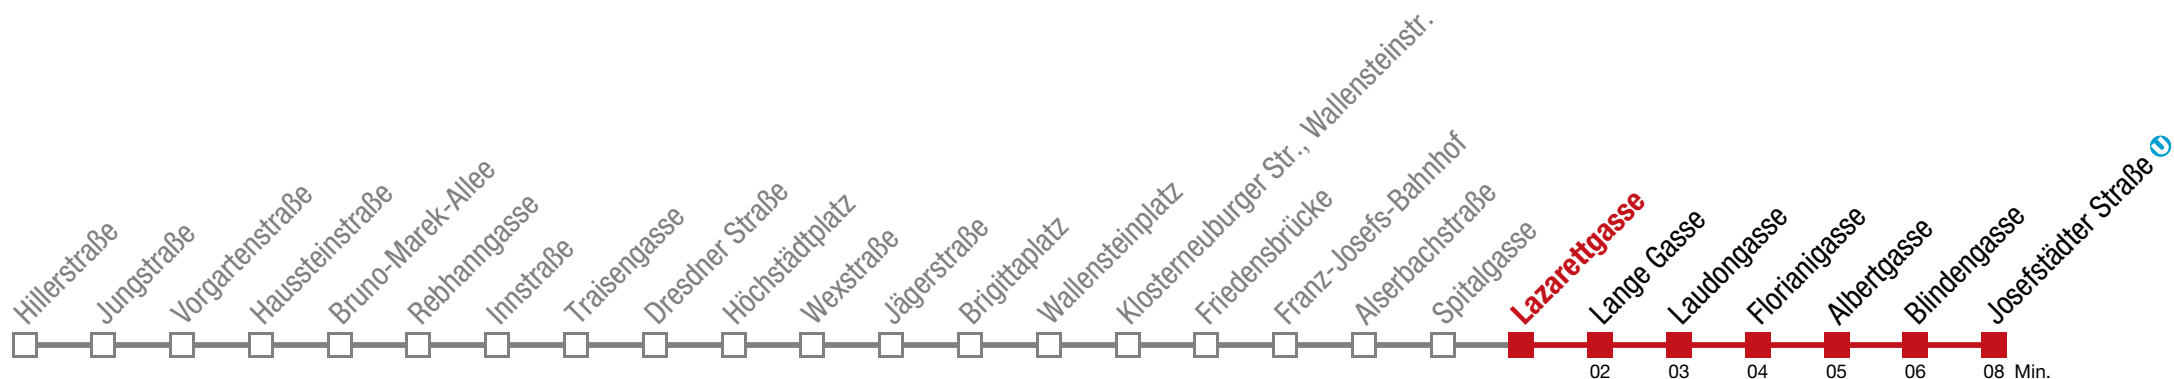 Hillerstraße
Jungstraße
Vorgartenstraße
Haussteinstraße
Bruno-Marek-Allee
Rebhanngasse
Innstraße
Traisengasse
Dresdner Straße
Höchstädtplatz
Wexstraße
Jägerstraße
Brigittaplatz
Wallensteinplatz
Klosterneuburger Str., Wallensteinstr.
Friedensbrücke
Franz-Josefs-Bahnhof
Alserbachstraße
Spitalgasse
Lazarettgasse
Lange Gasse
Laudongasse
Florianigasse
Albertgasse
Blindengasse
Josefstädter Straße U
02 03 04 05 06 08 Min.